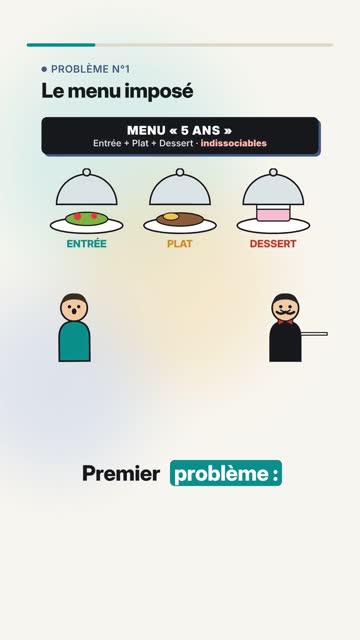 PROBLÈME N°1
Le menu imposé
MENU « 5 ANS »
Entrée + Plat + Dessert · indissociables
ENTRÉE PLAT DESSERT
Premier problème :